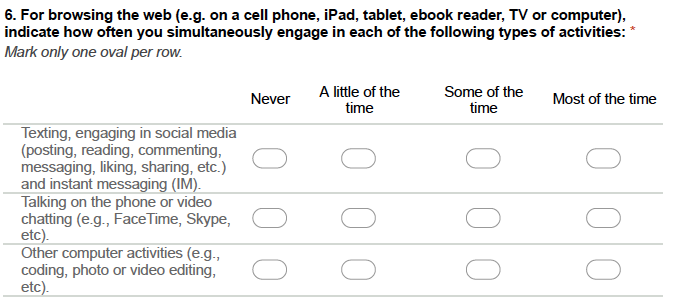 6. For browsing the web (e.g. on a cell phone, iPad, tablet, ebook reader, TV or computer),
indicate how often you simultaneously engage in each of the following types of activities: *
Mark only one oval per row.
Never
A little of the
time
Some of the
time
Most of the time
Texting, engaging in social media
(posting, reading, commenting,
messaging, liking, sharing, etc.)
and instant messaging (IM).
Talking on the phone or video
chatting (e.g., FaceTime, Skype,
etc).
Other computer activities (e.g.,
coding, photo or video editing,
etc).